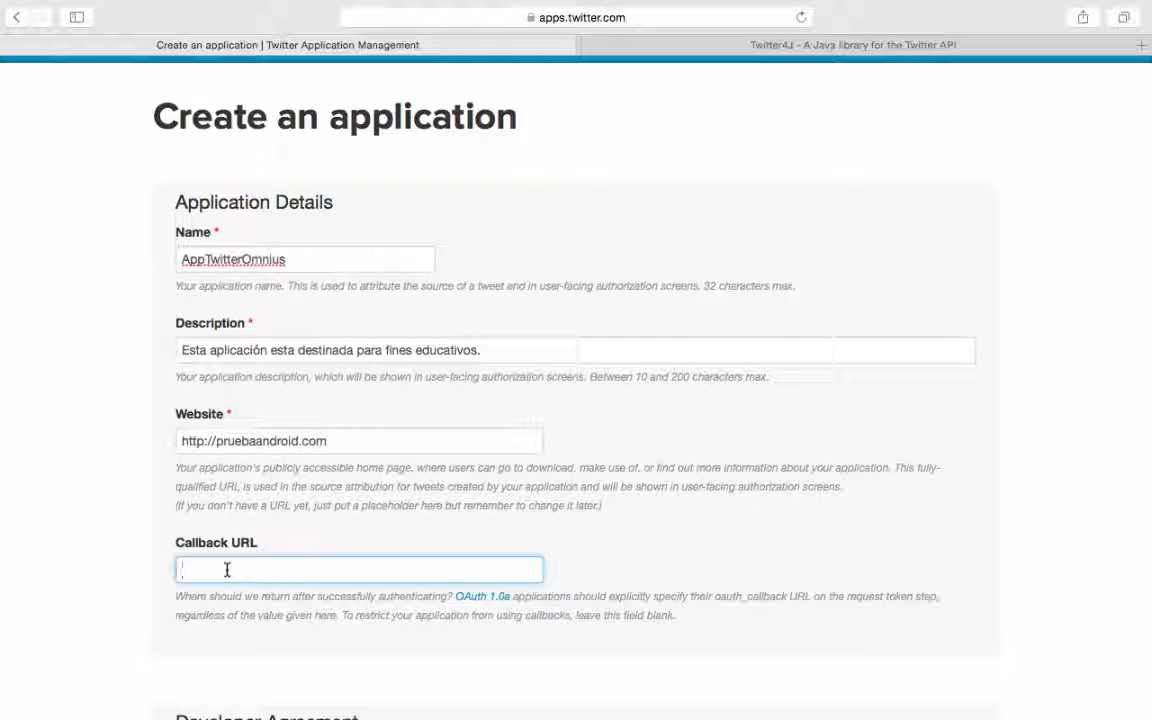 apps.twitter.com
Create an application | Twitter Application Management
Twitter4J - A Java library for the Twitter API
Create an application
Application Details
Name *
AppTwitterOmnius
Your application name. This is used to attribute the source of a tweet and in user-facing authorization screens. 32 characters max.
Description *
Esta aplicación esta destinada para fines educativos.
Your application description, which will be shown in user-facing authorization screens. Between 10 and 200 characters max.
Website *
http://pruebaandroid.com
Your application's publicly accessible home page, where users can go to download, make use of, or find out more information about your application. This fully-
qualified URL is used in the source attribution for tweets created by your application and will be shown in user-facing authorization screens.
(If you don't have a URL yet, just put a placeholder here but remember to change it later.)
Callback URL
Where should we return after successfully authenticating? OAuth 1.0a applications should explicitly specify their oauth_callback URL on the request token step,
regardless of the value given here. To restrict your application from using callbacks, leave this field blank.
Developer Agreement